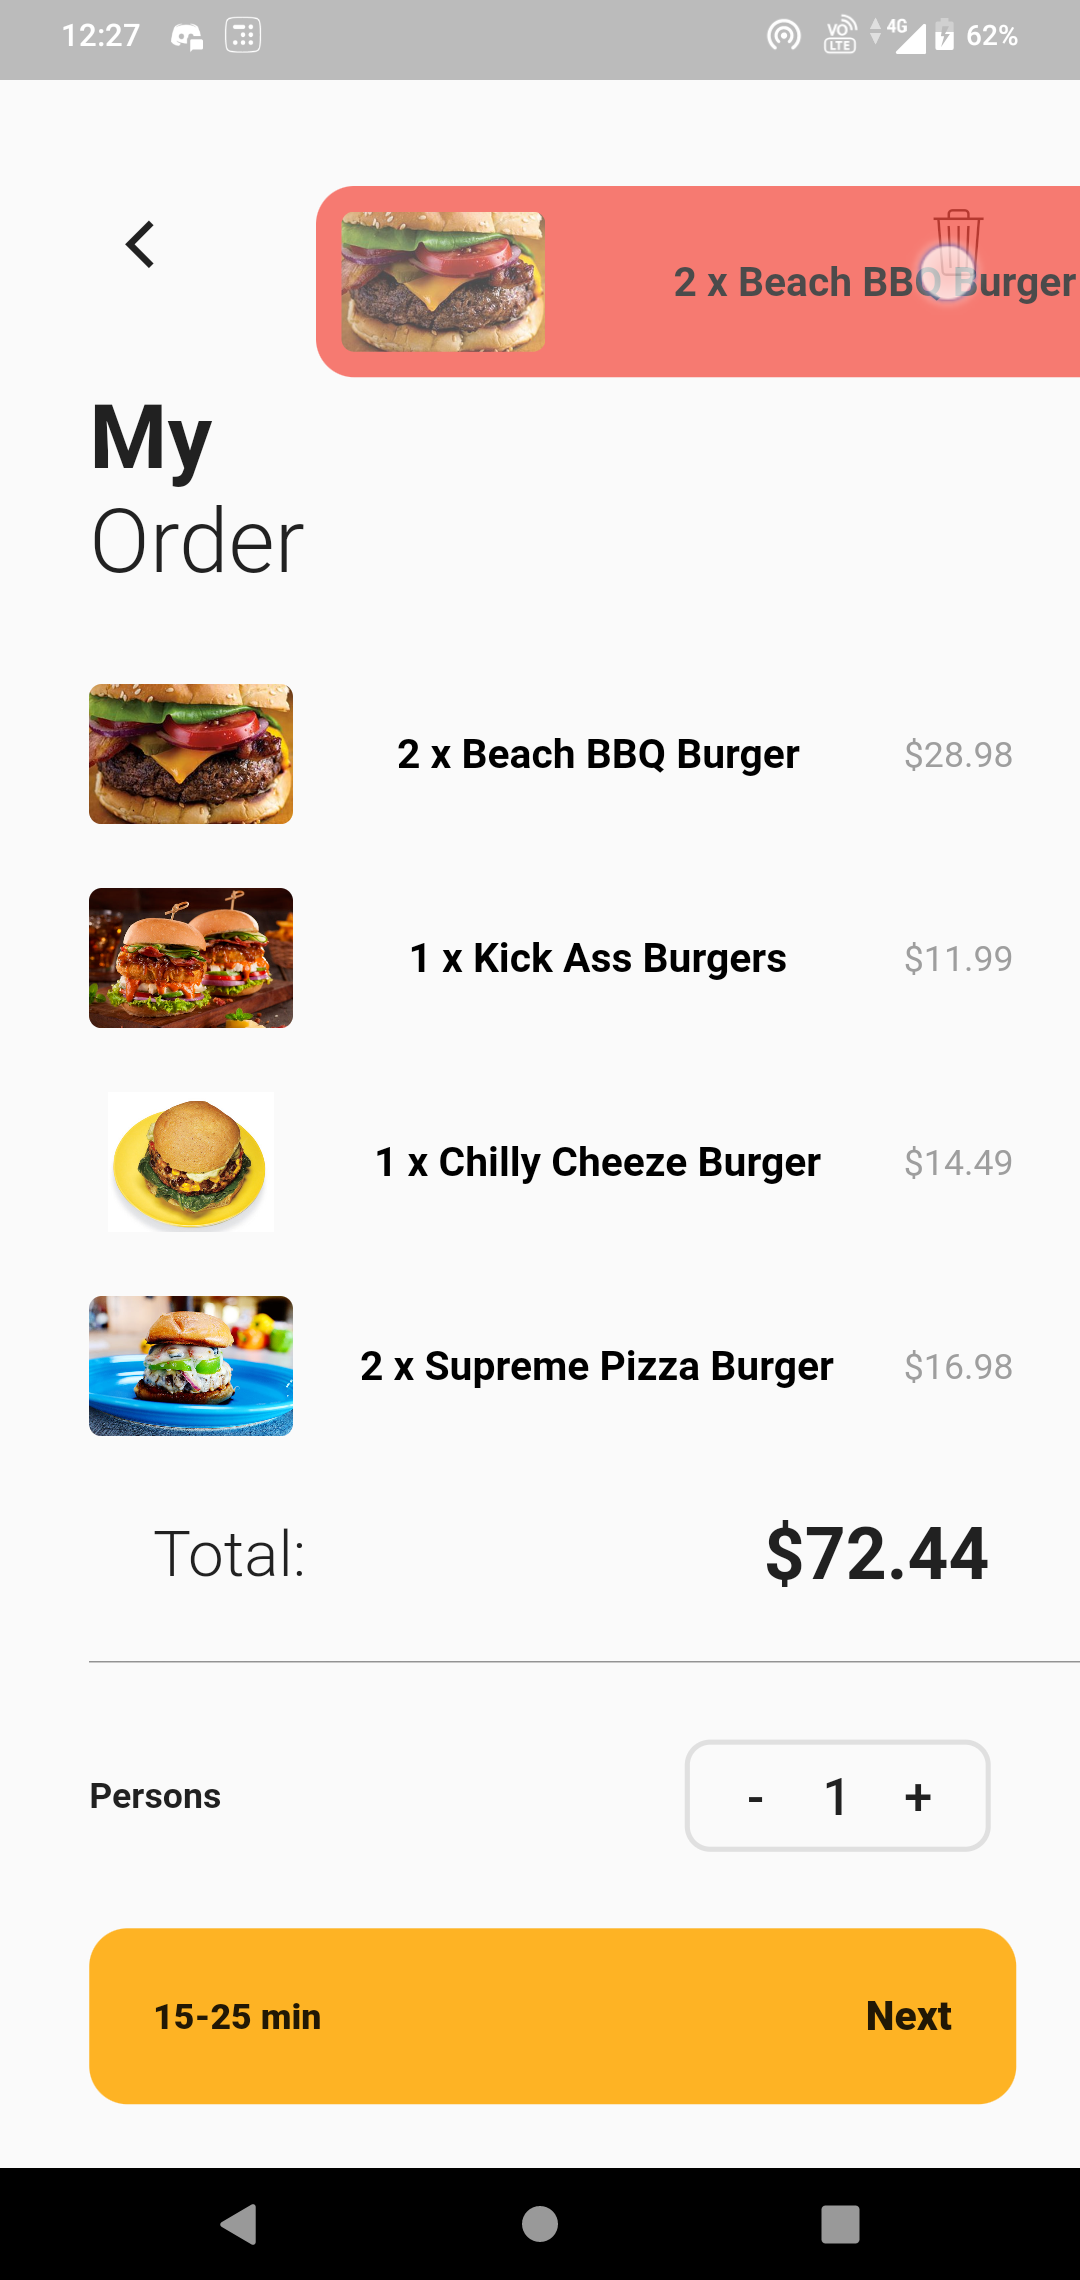 12:27 VO LTE 4G 62%
2 x Beach BBQ Burger
My
Order
2 x Beach BBQ Burger $28.98
1 x Kick Ass Burgers $11.99
1 x Chilly Cheeze Burger $14.49
2 x Supreme Pizza Burger $16.98
Total: $72.44
Persons - 1 +
15-25 min Next